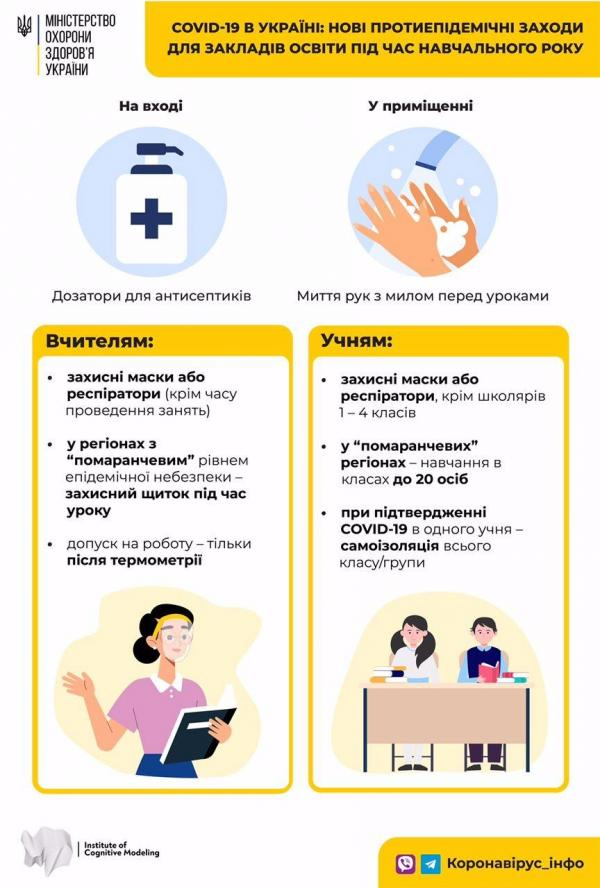 МІНІСТЕРСТВО
ОХОРОНИ
ЗДОРОВ'Я
УКРАЇНИ
COVID-19 В УКРАЇНІ: НОВІ ПРОТИЕПІДЕМІЧНІ ЗАХОДИ
ДЛЯ ЗАКЛАДІВ ОСВІТИ ПІД ЧАС НАВЧАЛЬНОГО РОКУ
На вході
Дозатори для антисептиків
У приміщенні
Миття рук з милом перед уроками
Вчителям:
• захисні маски або
респіратори (крім часу
проведення занять)
• у регіонах з
“помаранчевим” рівнем
епідемічної небезпеки –
захисний щиток під час
уроку
• допуск на роботу – тільки
після термометрії
Учням:
• захисні маски або
респіратори, крім школярів
1 – 4 класів
• у “помаранчевих”
регіонах – навчання в
класах до 20 осіб
• при підтвердженні
COVID-19 в одного учня –
самоізоляція всього
класу/групи
Institute of
Cognitive Modeling
Коронавірус_інфо